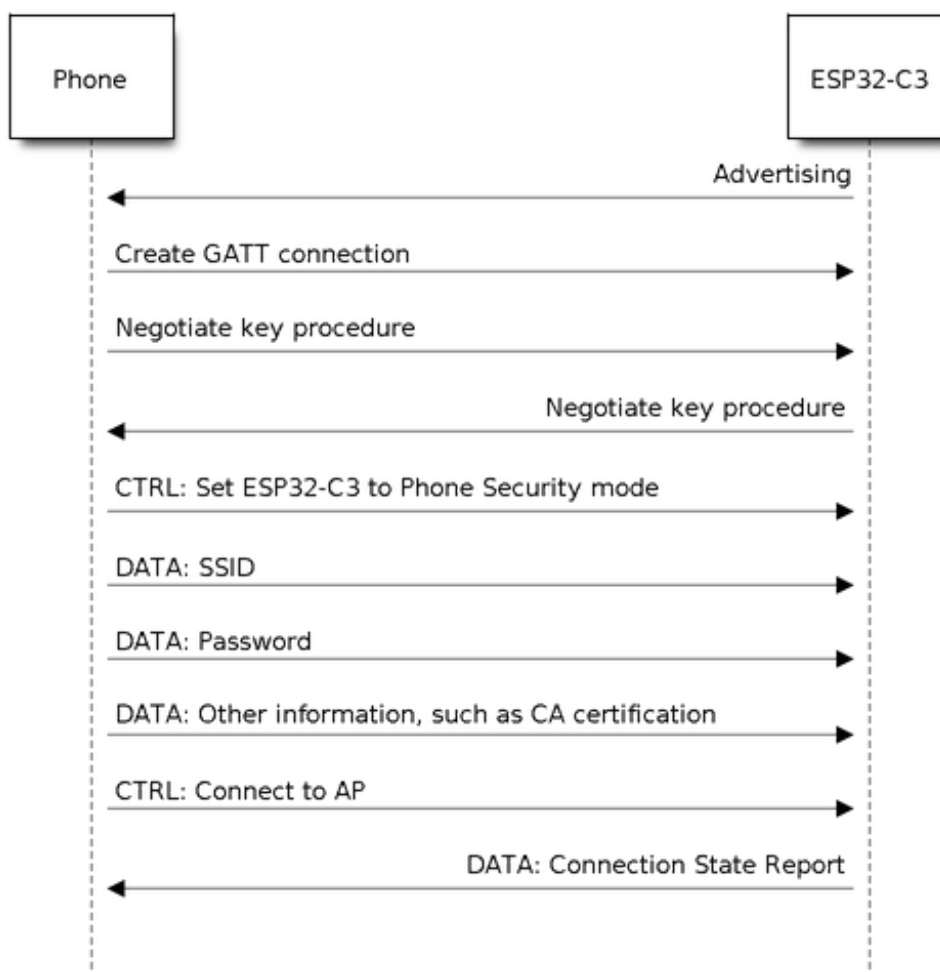 Phone
ESP32-C3
Advertising
Create GATT connection
Negotiate key procedure
Negotiate key procedure
CTRL: Set ESP32-C3 to Phone Security mode
DATA: SSID
DATA: Password
DATA: Other information, such as CA certification
CTRL: Connect to AP
DATA: Connection State Report